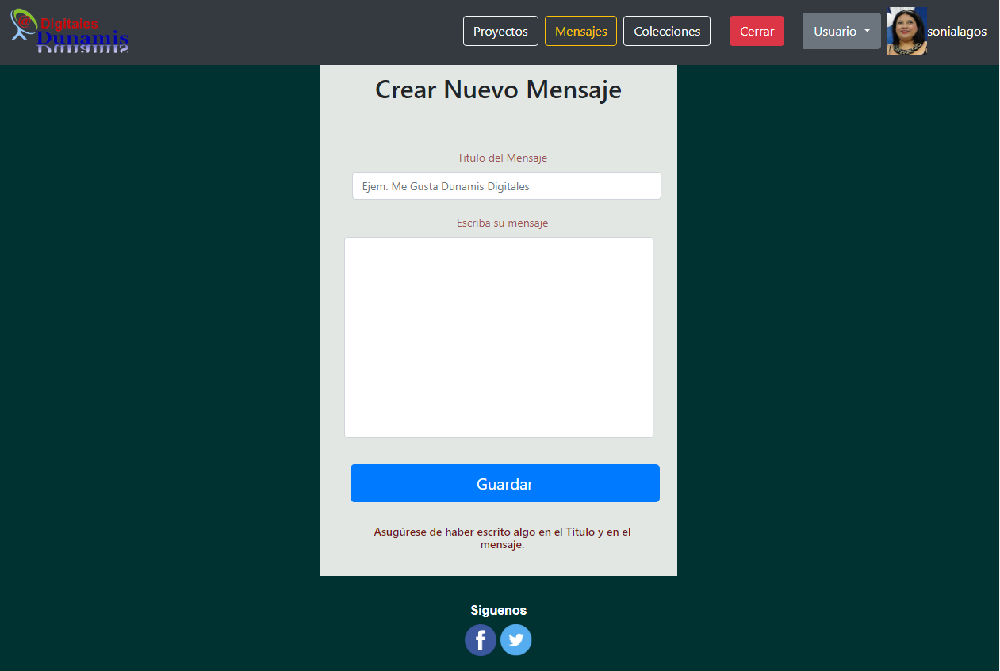 Digitales
Dunamis
Proyectos
Mensajes
Colecciones
Cerrar
Usuario
sonialagos
Crear Nuevo Mensaje
Titulo del Mensaje
Ejem. Me Gusta Dunamis Digitales
Escriba su mensaje
Guardar
Asugúrese de haber escrito algo en el Titulo y en el
mensaje.
Siguenos